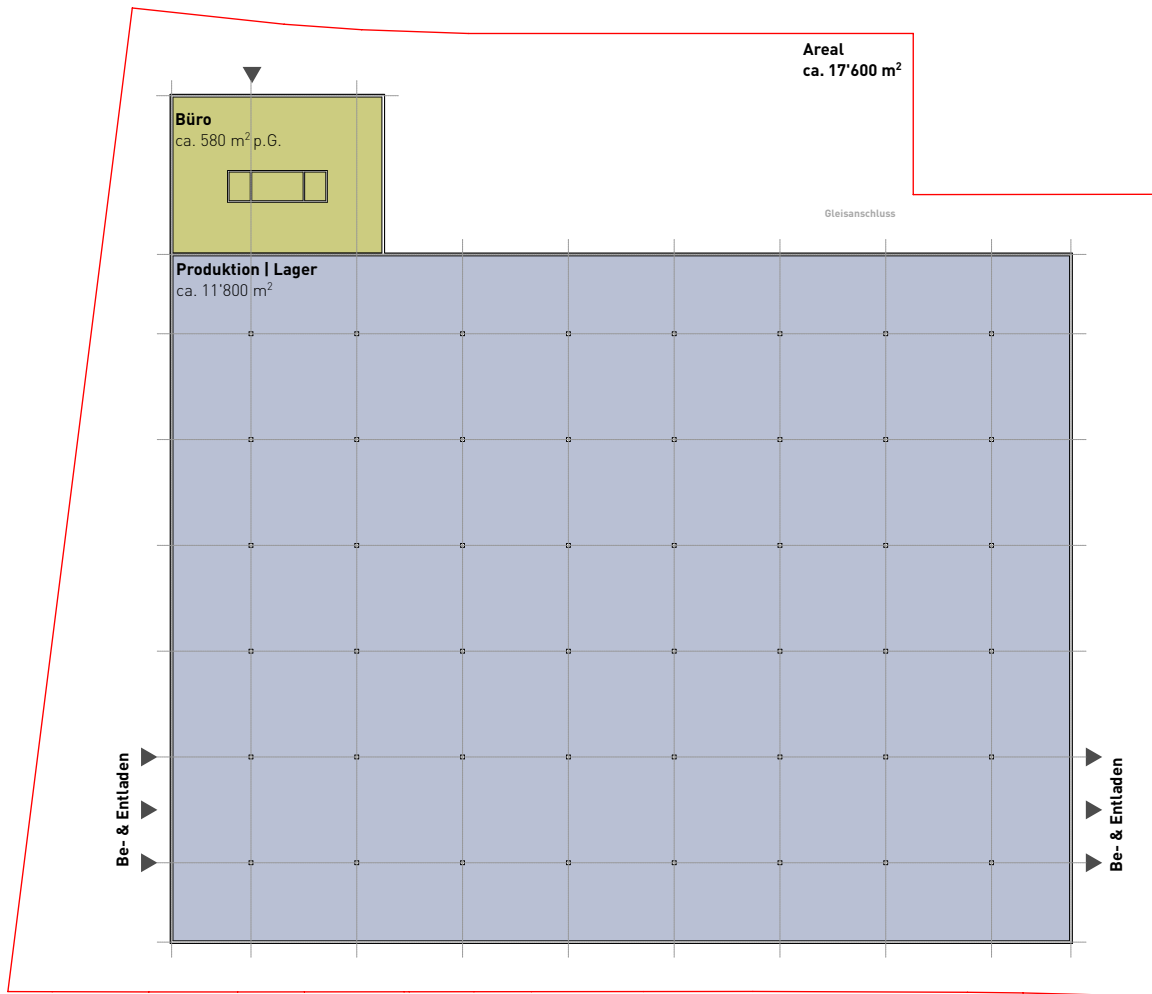 Areal
ca. 17'600 m²
Büro
ca. 580 m² p.G.
Gleisanschluss
Produktion | Lager
ca. 11'800 m²
Be- & Entladen
Be- & Entladen